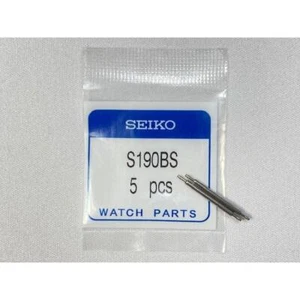 SEIKO
S190BS
5 pcs
WATCH PARTS